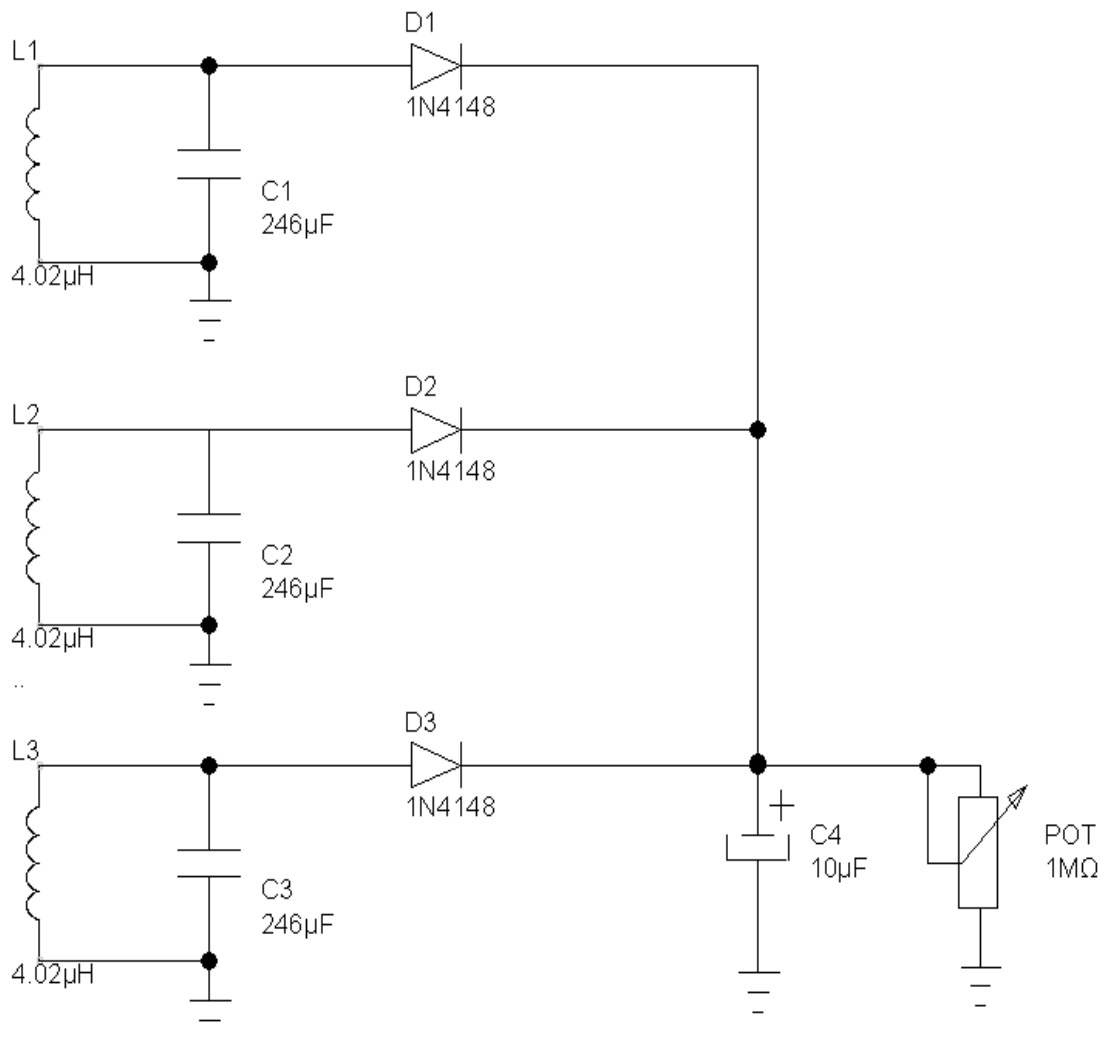 D1
L1
1N4148
C1
246µF
4.02µH
D2
L2
1N4148
C2
246µF
4.02µH
..
D3
L3
1N4148
+
C4
10µF
POT
1MΩ
C3
246µF
4.02µH